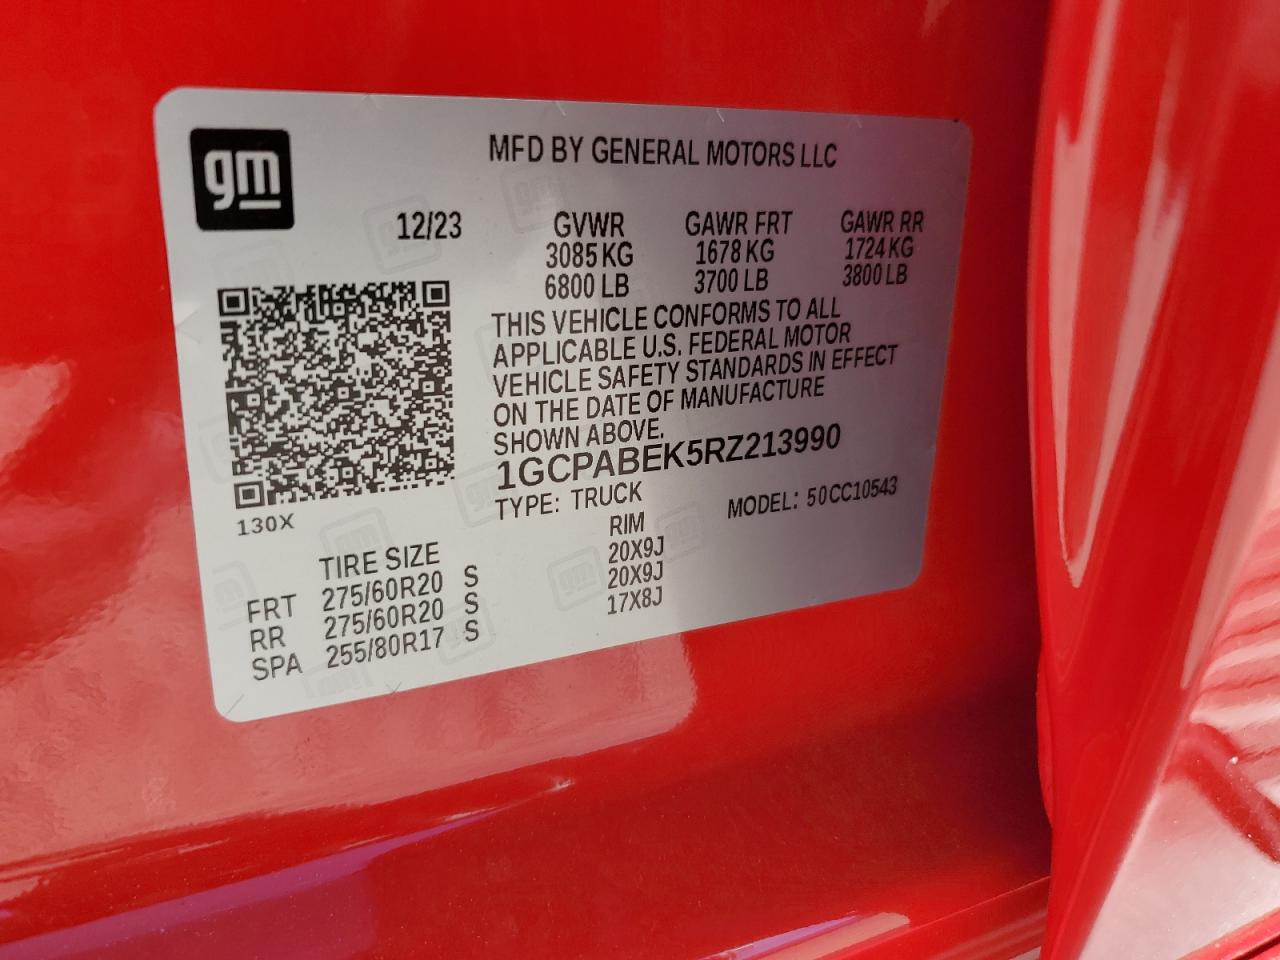 gm
MFD BY GENERAL MOTORS LLC
12/23 GVWR GAWR FRT GAWR RR
3085 KG 1678 KG 1724 KG
6800 LB 3700 LB 3800 LB
THIS VEHICLE CONFORMS TO ALL
APPLICABLE U.S. FEDERAL MOTOR
VEHICLE SAFETY STANDARDS IN EFFECT
ON THE DATE OF MANUFACTURE
SHOWN ABOVE.
1GCPABEK5RZ213990
TYPE: TRUCK MODEL: 50CC10543
130X
TIRE SIZE RIM
FRT 275/60R20 S 20X9J
RR 275/60R20 S 20X9J
SPA 255/80R17 S 17X8J